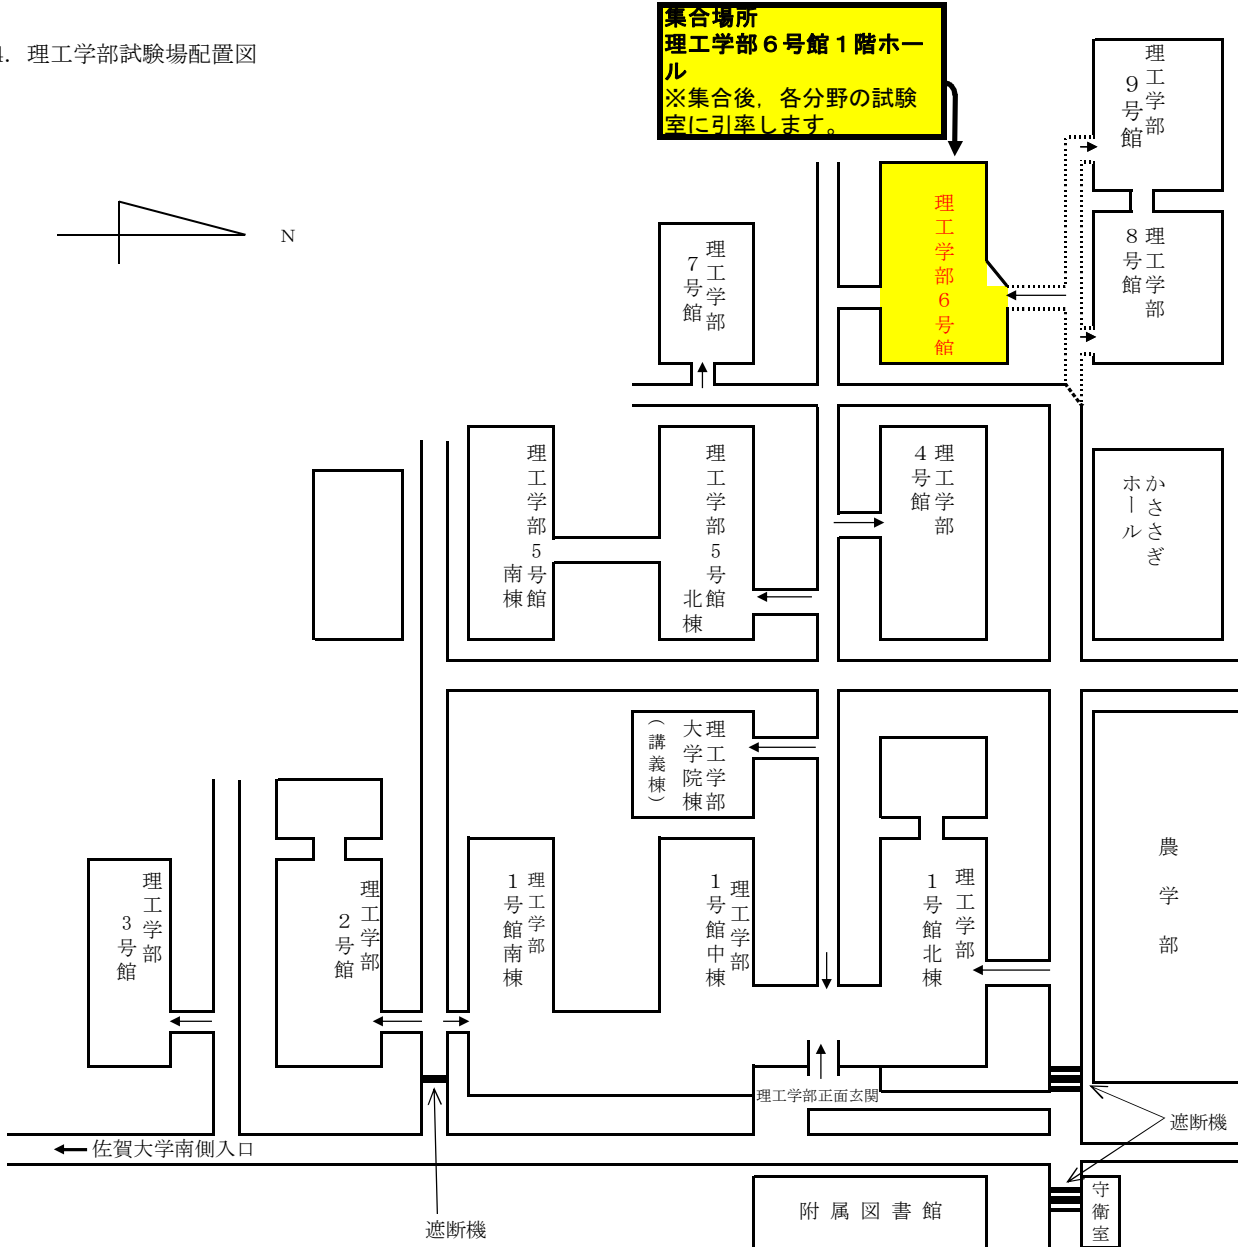 集合場所
理工学部６号館１階ホー
ル
※集合後，各分野の試験
室に引率します。
. 理工学部試験場配置図
N
理工学部
９号館
理工学部
８号館
理工学部６号館
理工学部
７号館
理工学部５号館
南棟
理工学部５号館
北棟
理工学部
４号館
かささぎ
ホール
理工学部
大学院棟
（講義棟）
理工学部
３号館
理工学部
２号館
理工学部
１号館南棟
理工学部
１号館中棟
理工学部
１号館北棟
農学部
理工学部正面玄関
遮断機
佐賀大学南側入口
遮断機
附属図書館
守衛室